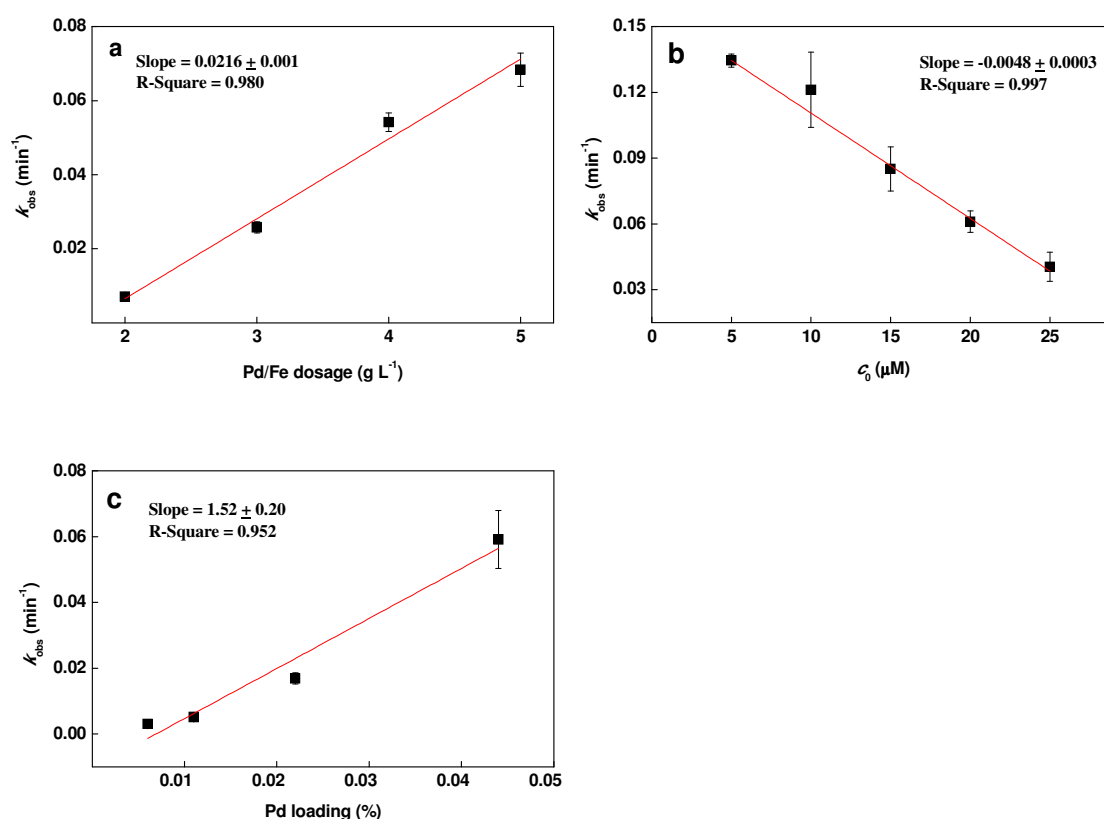 a
Slope = 0.0216 ± 0.001
R-Square = 0.980
0.08
0.06
0.04
0.02
k_obs (min⁻¹)
2 3 4 5
Pd/Fe dosage (g L⁻¹)
b
Slope = -0.0048 ± 0.0003
R-Square = 0.997
0.15
0.12
0.09
0.06
0.03
k_obs (min⁻¹)
0 5 10 15 20 25
c₀ (μM)
c
Slope = 1.52 ± 0.20
R-Square = 0.952
0.08
0.06
0.04
0.02
0.00
k_obs (min⁻¹)
0.01 0.02 0.03 0.04 0.05
Pd loading (%)